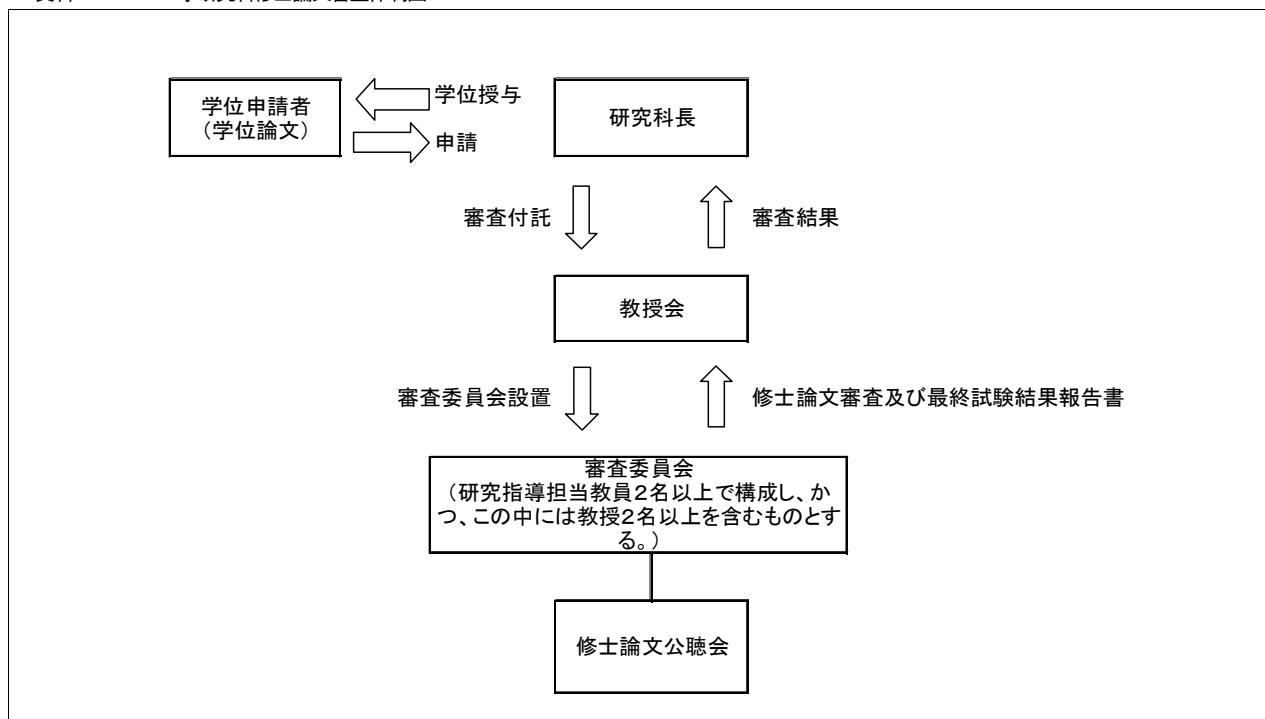 学位申請者
（学位論文）
学位授与
申請
研究科長
審査付託
審査結果
教授会
審査委員会設置
修士論文審査及び最終試験結果報告書
審査委員会
（研究指導担当教員２名以上で構成し、か
つ、この中には教授２名以上を含むものとす
る。）
修士論文公聴会